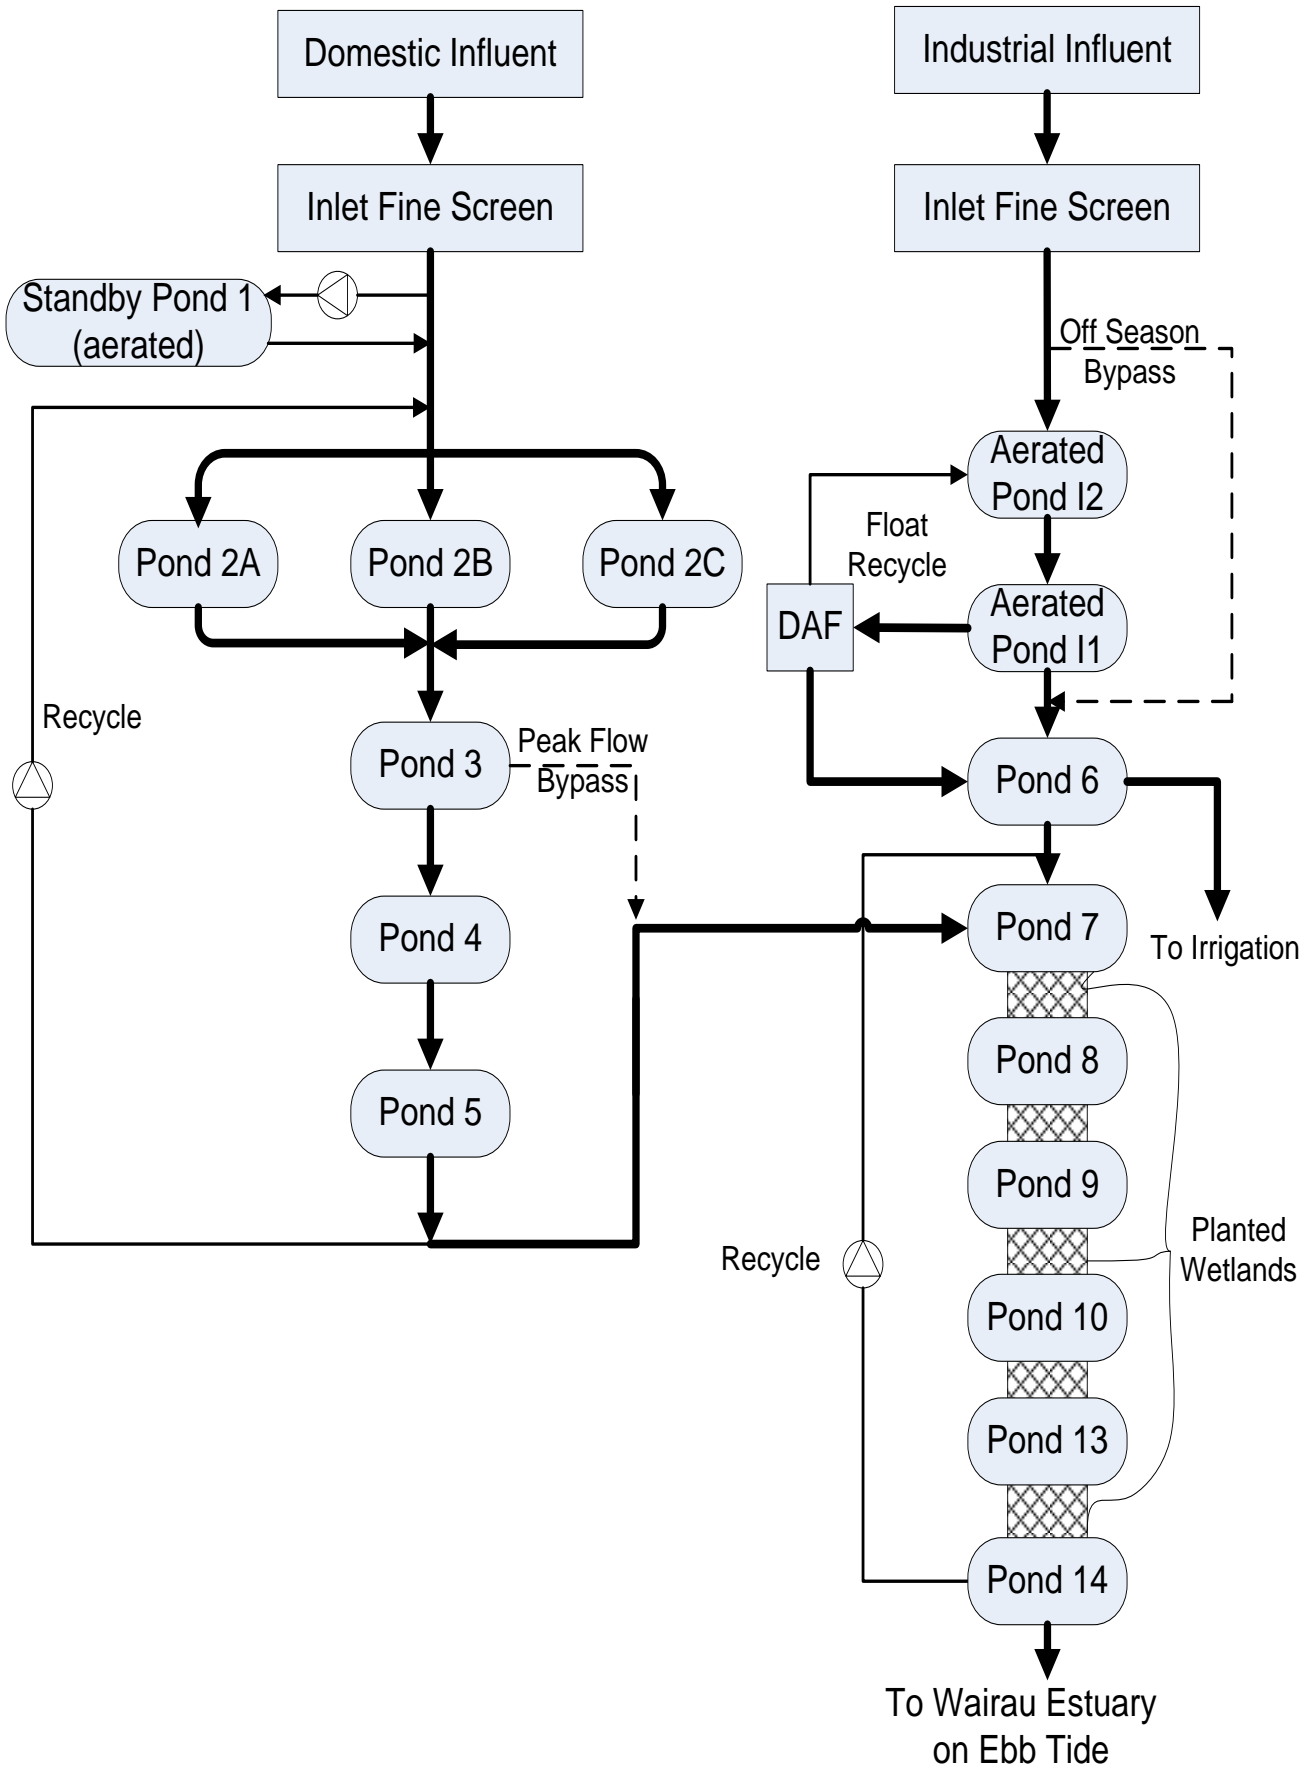 Domestic Influent
Industrial Influent
Inlet Fine Screen
Inlet Fine Screen
Standby Pond 1
(aerated)
Off Season
Bypass
Aerated
Pond I2
Float
Recycle
Pond 2A
Pond 2B
Pond 2C
DAF
Aerated
Pond I1
Recycle
Pond 3
Peak Flow
Bypass
Pond 6
Pond 4
Pond 7
To Irrigation
Pond 8
Pond 5
Pond 9
Planted
Wetlands
Recycle
Pond 10
Pond 13
Pond 14
To Wairau Estuary
on Ebb Tide